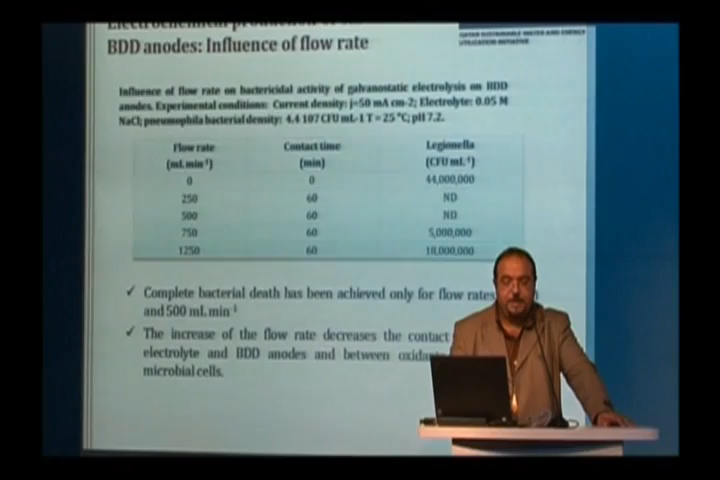 Electrochemical production of
BDD anodes: Influence of flow rate
QATAR SUSTAINABLE WATER AND ENERGY
UTILIZATION INITIATIVE
Influence of flow rate on bactericidal activity of galvanostatic electrolysis on BDD
anodes. Experimental conditions: Current density: j=50 mA cm-2; Electrolyte: 0.05 M
NaCl; pneumophila bacterial density: 4.4 107 CFU mL-1 T = 25 °C; pH 7.2.
Flow rate Contact time Legionella
(mL min⁻¹) (min) (CFU mL⁻¹)
0 0 44,000,000
250 60 ND
500 60 ND
750 60 5,000,000
1250 60 18,000,000
✓ Complete bacterial death has been achieved only for flow rates
and 500 mL min⁻¹
✓ The increase of the flow rate decreases the contact
electrolyte and BDD anodes and between
microbial cells.